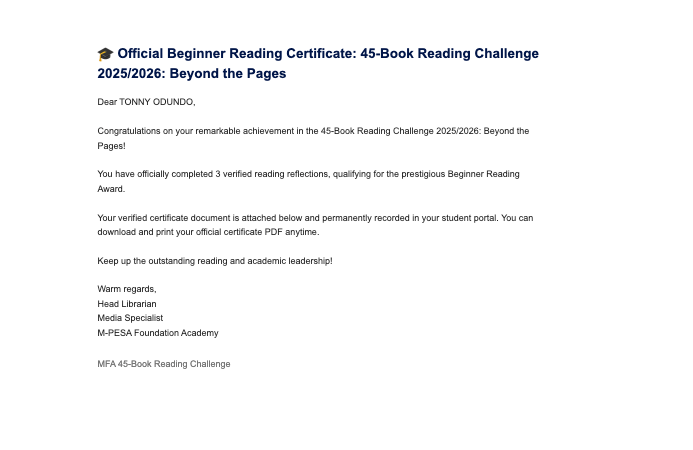 🎓 Official Beginner Reading Certificate: 45-Book Reading Challenge
2025/2026: Beyond the Pages
Dear TONNY ODUNDO,
Congratulations on your remarkable achievement in the 45-Book Reading Challenge 2025/2026: Beyond the
Pages!
You have officially completed 3 verified reading reflections, qualifying for the prestigious Beginner Reading
Award.
Your verified certificate document is attached below and permanently recorded in your student portal. You can
download and print your official certificate PDF anytime.
Keep up the outstanding reading and academic leadership!
Warm regards,
Head Librarian
Media Specialist
M-PESA Foundation Academy
MFA 45-Book Reading Challenge